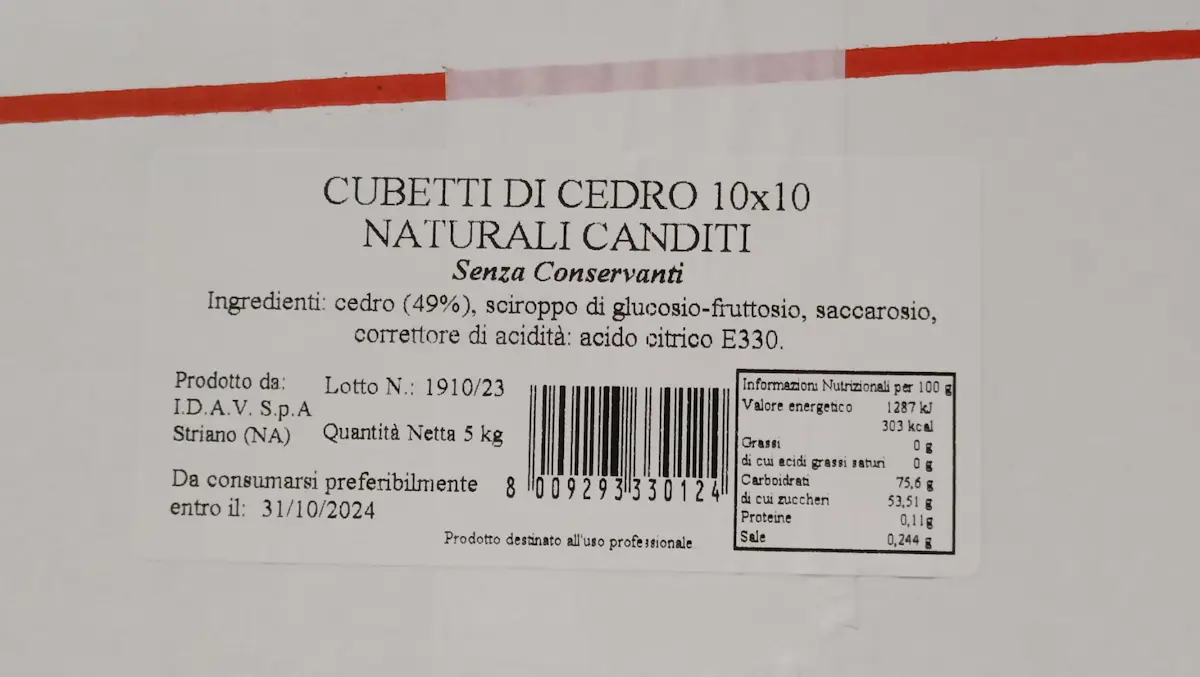 CUBETTI DI CEDRO 10x10
NATURALI CANDITI
Senza Conservanti
Ingredienti: cedro (49%), sciroppo di glucosio-fruttosio, saccarosio,
correttore di acidità: acido citrico E330.
Prodotto da:
I.D.A.V. S.p.A
Striano (NA)
Lotto N.: 1910/23
Quantità Netta 5 kg
Da consumarsi preferibilmente
entro il: 31/10/2024
8 009293 330124
Prodotto destinato all'uso professionale
Informazioni Nutrizionali per 100 g
Valore energetico 1287 kJ
303 kcal
Grassi 0 g
di cui acidi grassi saturi 0 g
Carboidrati 75,6 g
di cui zuccheri 53,51 g
Proteine 0,11g
Sale 0,244 g